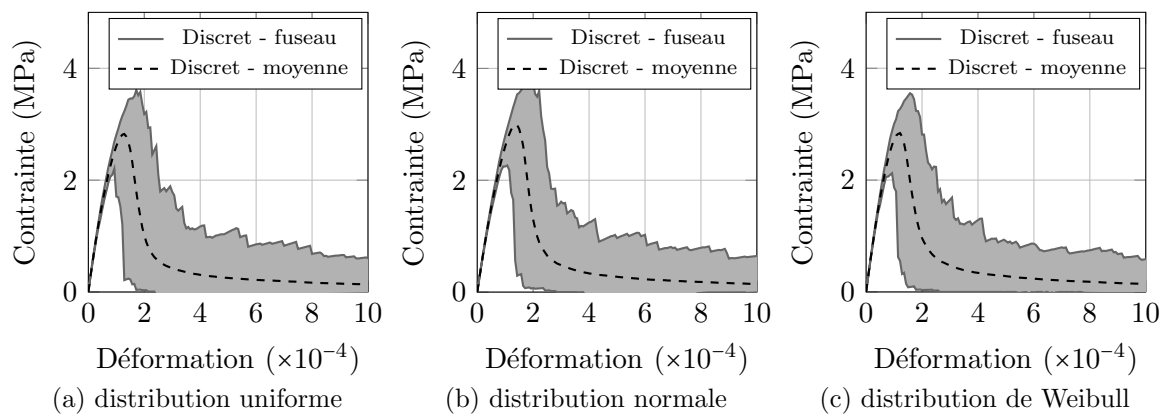 Discret - fuseau
Discret - moyenne
4
2
0
Contrainte (MPa)
0 2 4 6 8 10
Déformation (×10⁻⁴)
(a) distribution uniforme
Discret - fuseau
Discret - moyenne
4
2
0
Contrainte (MPa)
0 2 4 6 8 10
Déformation (×10⁻⁴)
(b) distribution normale
Discret - fuseau
Discret - moyenne
4
2
0
Contrainte (MPa)
0 2 4 6 8 10
Déformation (×10⁻⁴)
(c) distribution de Weibull